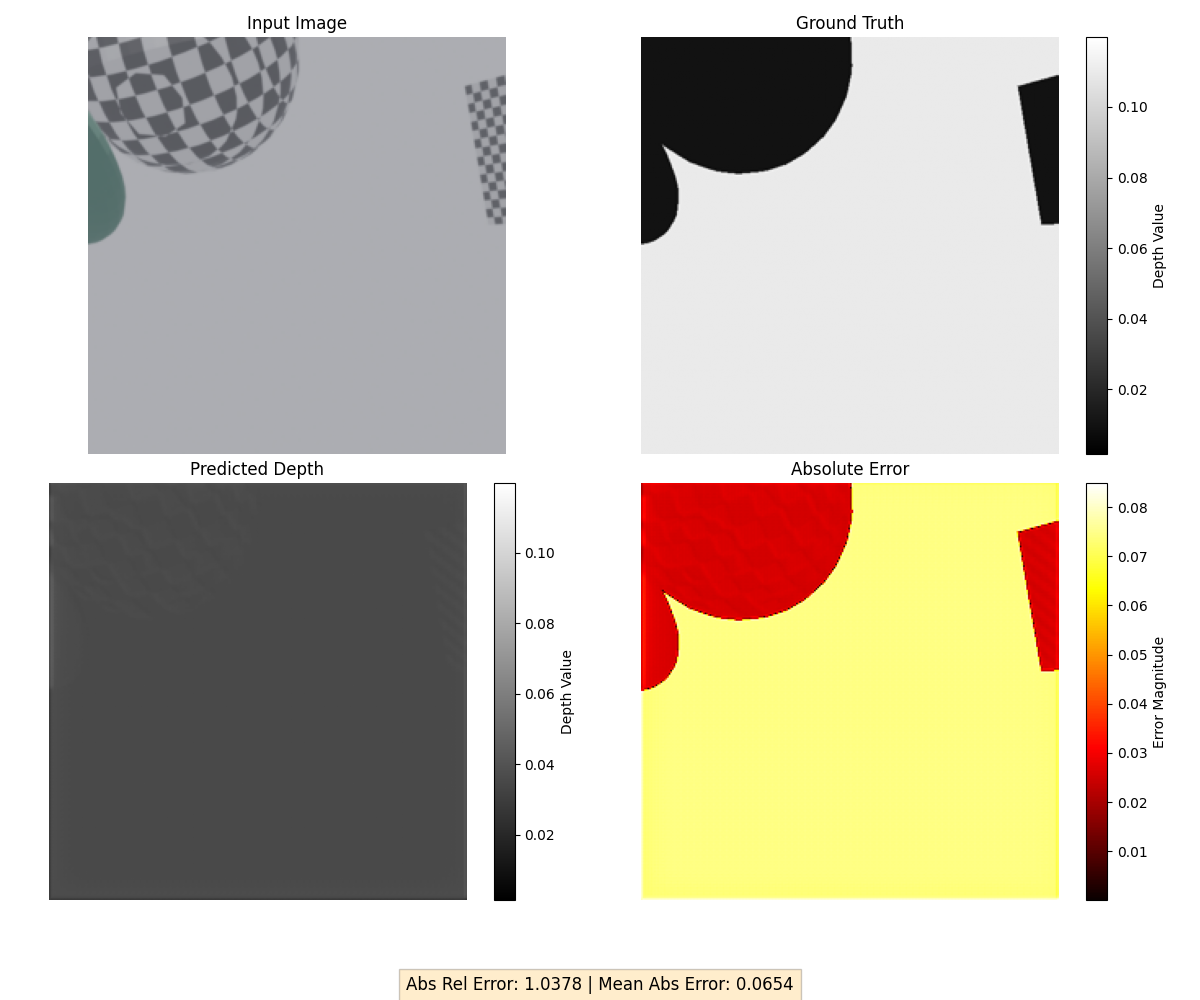 Input Image
Ground Truth
0.10
0.08
0.06
0.04
0.02
Depth Value
Predicted Depth
0.10
0.08
0.06
0.04
0.02
Depth Value
Absolute Error
0.08
0.07
0.06
0.05
0.04
0.03
0.02
0.01
Error Magnitude
Abs Rel Error: 1.0378 | Mean Abs Error: 0.0654